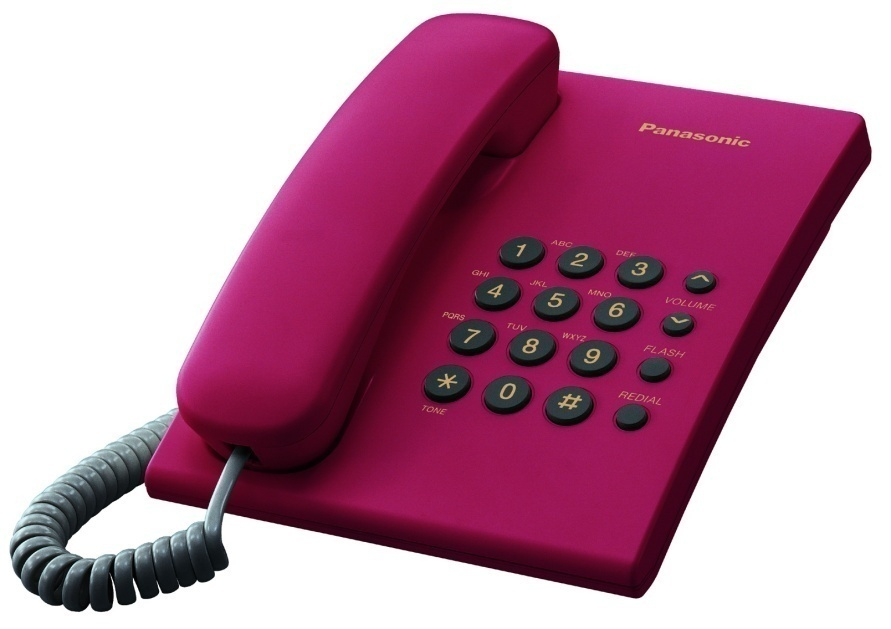 Panasonic
1 ABC 2 DEF 3
GHI 4 JKL 5 MNO 6 VOLUME
PQRS 7 TUV 8 WXYZ 9 FLASH
* 0 # REDIAL
TONE